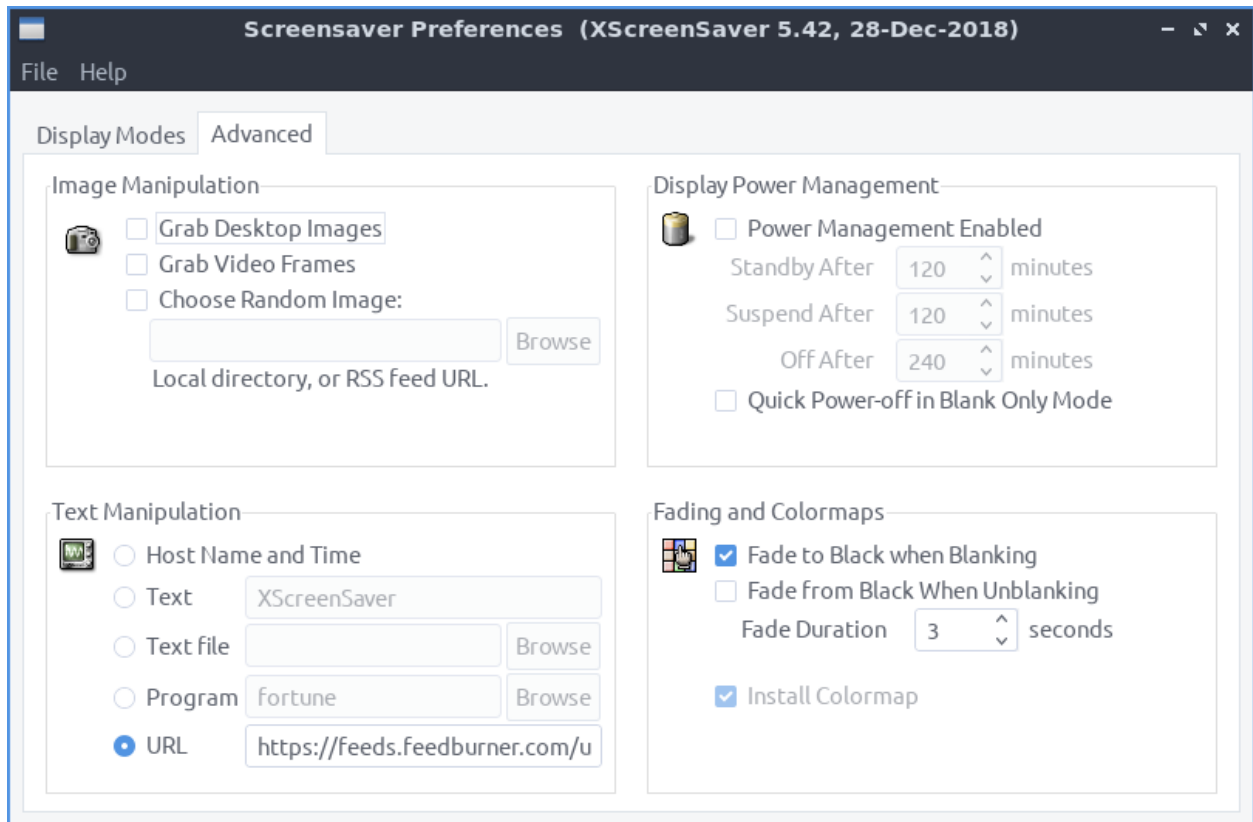 Screensaver Preferences (XScreenSaver 5.42, 28-Dec-2018)
File Help
Display Modes Advanced
Image Manipulation
Grab Desktop Images
Grab Video Frames
Choose Random Image:
Browse
Local directory, or RSS feed URL.
Display Power Management
Power Management Enabled
Standby After 120 minutes
Suspend After 120 minutes
Off After 240 minutes
Quick Power-off in Blank Only Mode
Text Manipulation
Host Name and Time
Text XScreenSaver
Text file Browse
Program fortune Browse
URL https://feeds.feedburner.com/u
Fading and Colormaps
Fade to Black when Blanking
Fade from Black When Unblanking
Fade Duration 3 seconds
Install Colormap